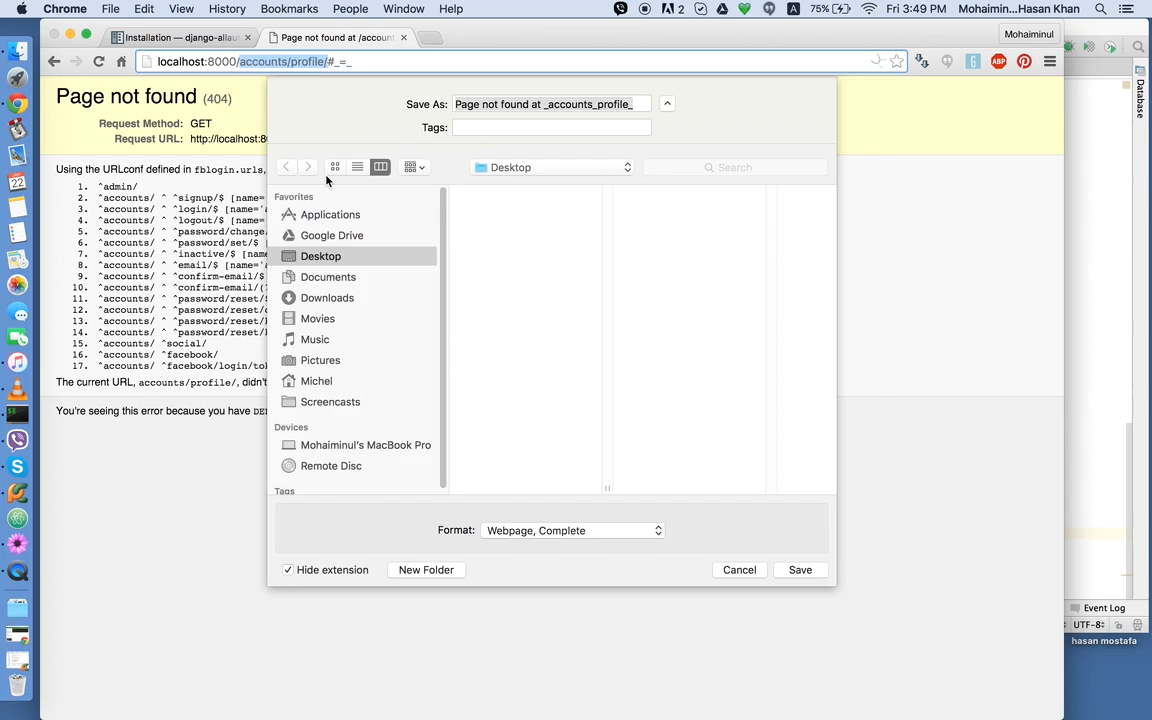 Chrome File Edit View History Bookmarks People Window Help 2 75% Fri 3:49 PM Mohaimin...Hasan Khan
Installation — django-allau × Page not found at /accoun × Mohaiminul
localhost:8000/accounts/profile/#_=_ ABP
Page not found (404)
Request Method: GET
Request URL: http://localhost:8
Using the URLconf defined in fblogin.urls,
1. ^admin/
2. ^accounts/ ^ ^signup/$ [name=
3. ^accounts/ ^ ^login/$ [name='
4. ^accounts/ ^ ^logout/$ [name=
5. ^accounts/ ^ ^password/change/
6. ^accounts/ ^ ^password/set/$
7. ^accounts/ ^ ^inactive/$ [name
8. ^accounts/ ^ ^email/$ [name='
9. ^accounts/ ^ ^confirm-email/$
10. ^accounts/ ^ ^confirm-email/(
11. ^accounts/ ^ ^password/reset/
12. ^accounts/ ^ ^password/reset/
13. ^accounts/ ^ ^password/reset/
14. ^accounts/ ^ ^password/reset/
15. ^accounts/ ^social/
16. ^accounts/ ^facebook/
17. ^accounts/ ^facebook/login/to
The current URL, accounts/profile/, didn't
You're seeing this error because you have DE
Save As: Page not found at _accounts_profile_
Tags:
Desktop
Search
Favorites
Applications
Google Drive
Desktop
Documents
Downloads
Movies
Music
Pictures
Michel
Screencasts
Devices
Mohaiminul's MacBook Pro
Remote Disc
Tags
Format: Webpage, Complete
Hide extension New Folder Cancel Save
Database
Event Log
UTF-8
hasan mostafa